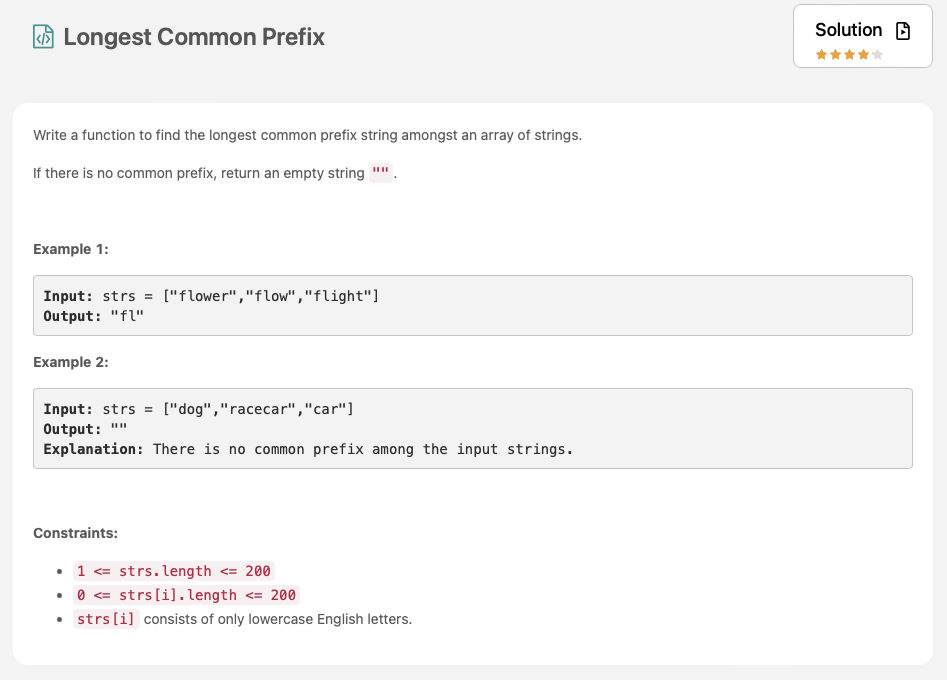 Longest Common Prefix
Solution
Write a function to find the longest common prefix string amongst an array of strings.
If there is no common prefix, return an empty string "".
Example 1:
Input: strs = ["flower","flow","flight"]
Output: "fl"
Example 2:
Input: strs = ["dog","racecar","car"]
Output: ""
Explanation: There is no common prefix among the input strings.
Constraints:
1 <= strs.length <= 200
0 <= strs[i].length <= 200
strs[i] consists of only lowercase English letters.